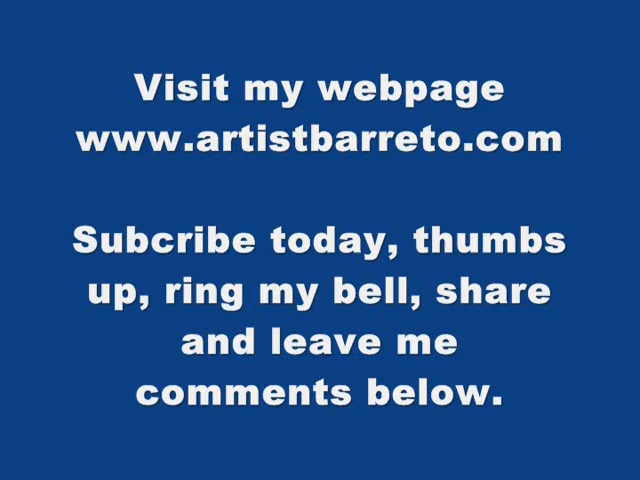 Visit my webpage
www.artistbarreto.com
Subcribe today, thumbs
up, ring my bell, share
and leave me
comments below.